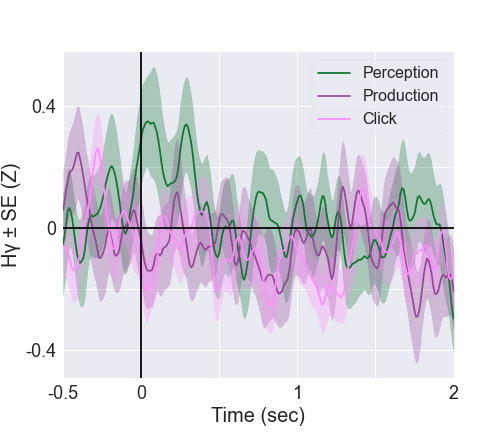 Perception
Production
Click
0.4
0
-0.4
Hγ ± SE (Z)
-0.5 0 1 2
Time (sec)